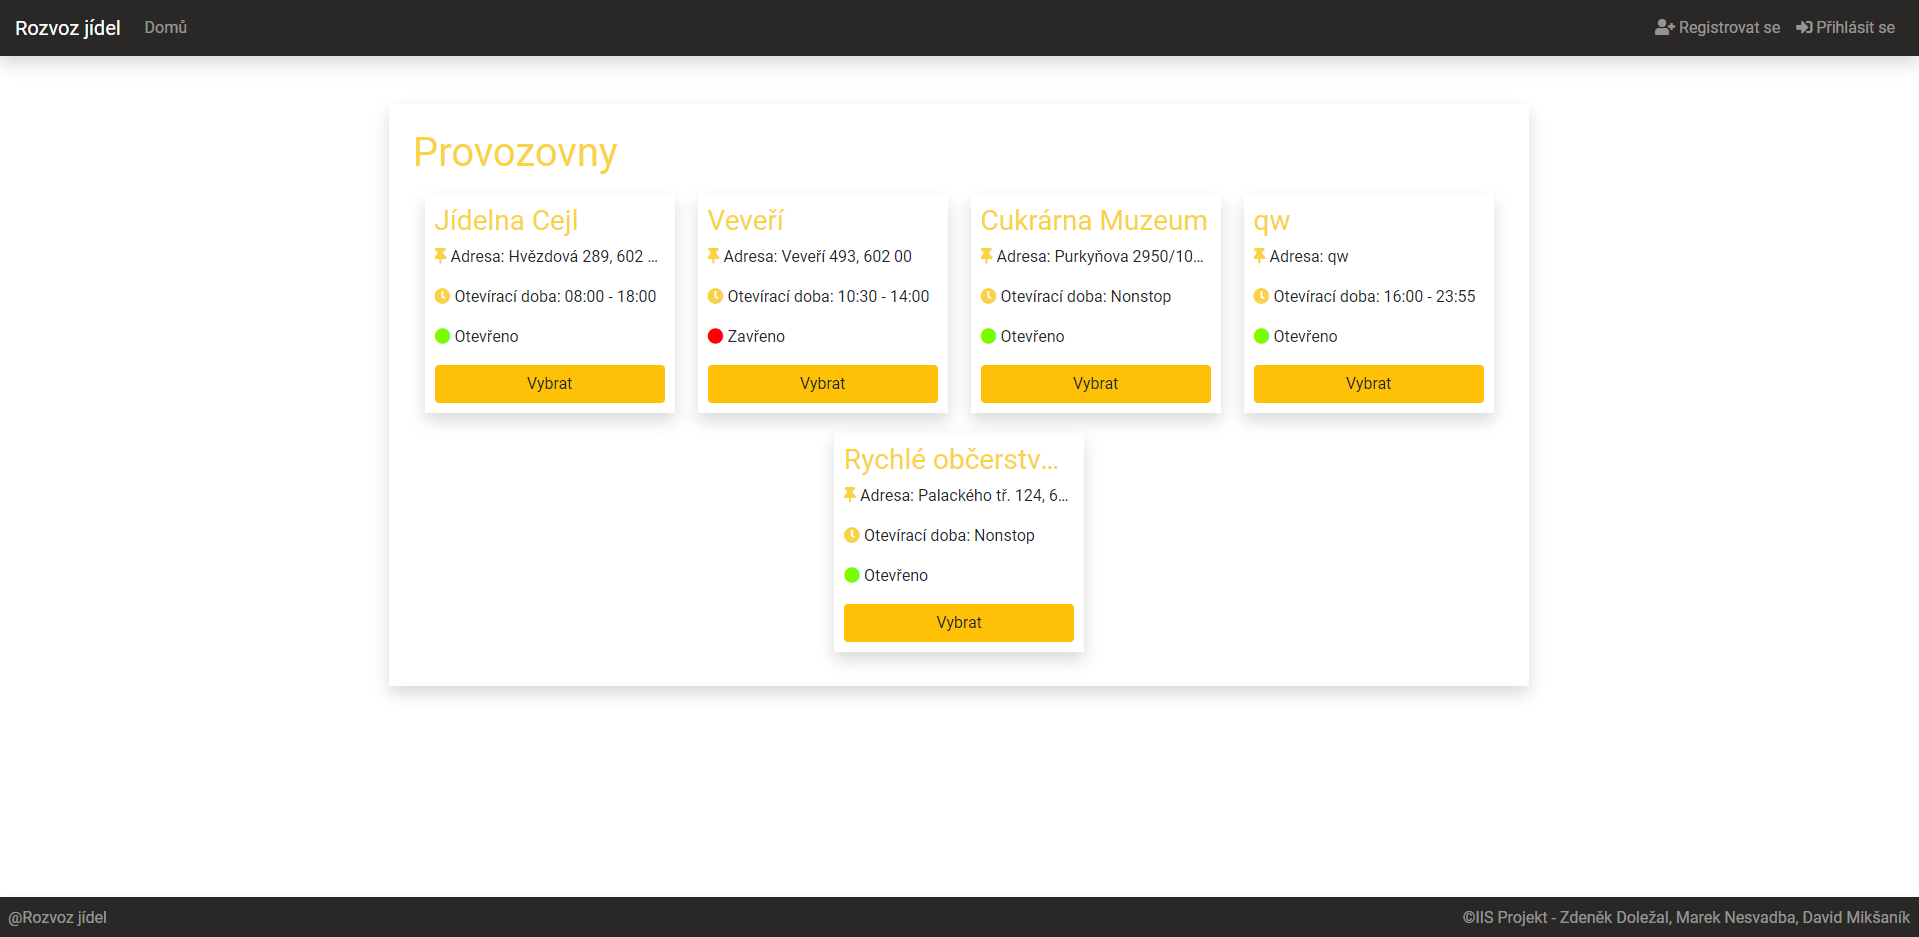 Rozvoz jídel Domů Registrovat se Přihlásit se
Provozovny
Jídelna Cejl
Adresa: Hvězdová 289, 602 ...
Otevírací doba: 08:00 - 18:00
Otevřeno
Vybrat
Veveří
Adresa: Veveří 493, 602 00
Otevírací doba: 10:30 - 14:00
Zavřeno
Vybrat
Cukrárna Muzeum
Adresa: Purkyňova 2950/10...
Otevírací doba: Nonstop
Otevřeno
Vybrat
qw
Adresa: qw
Otevírací doba: 16:00 - 23:55
Otevřeno
Vybrat
Rychlé občerstv...
Adresa: Palackého tř. 124, 6...
Otevírací doba: Nonstop
Otevřeno
Vybrat
@Rozvoz jídel ©IIS Projekt - Zdeněk Doležal, Marek Nesvadba, David Mikšaník